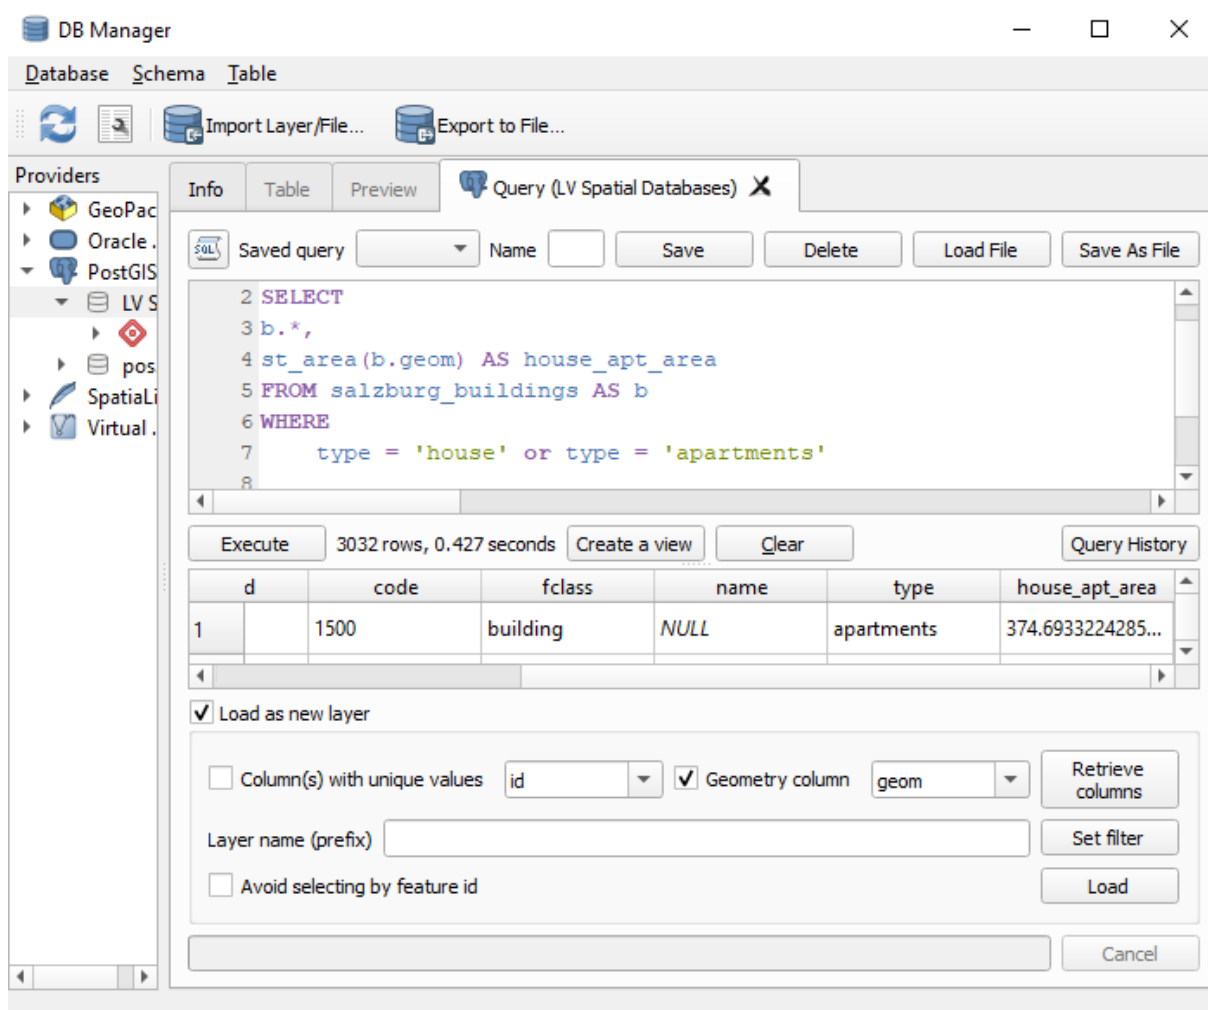 DB Manager
Database Schema Table
Import Layer/File... Export to File...
Providers
GeoPac
Oracle .
PostGIS
LV S
pos
SpatiaLi
Virtual .
Info Table Preview Query (LV Spatial Databases)
SQL Saved query Name Save Delete Load File Save As File
2 SELECT
3 b.*,
4 st_area(b.geom) AS house_apt_area
5 FROM salzburg_buildings AS b
6 WHERE
7 type = 'house' or type = 'apartments'
8
Execute 3032 rows, 0.427 seconds Create a view Clear Query History
d code fclass name type house_apt_area
1 1500 building NULL apartments 374.6933224285...
Load as new layer
Column(s) with unique values id Geometry column geom Retrieve columns
Layer name (prefix) Set filter
Avoid selecting by feature id Load
Cancel